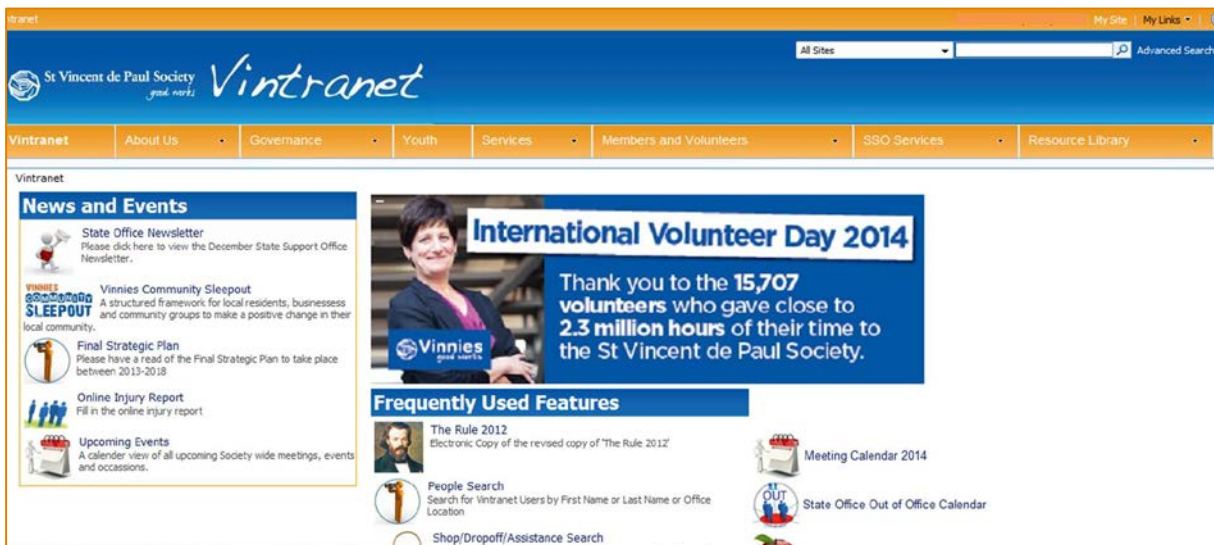 ntranet
My Site | My Links
All Sites
Advanced Search
St Vincent de Paul Society
good works
Vintranet
Vintranet About Us Governance Youth Services Members and Volunteers SSO Services Resource Library
Vintranet
News and Events
State Office Newsletter
Please click here to view the December State Support Office
Newsletter.
VINNIES
COMMUNITY
SLEEPOUT
Vinnies Community Sleepout
A structured framework for local residents, businessess
and community groups to make a positive change in their
local community.
Final Strategic Plan
Please have a read of the Final Strategic Plan to take place
between 2013-2018
Online Injury Report
Fill in the online injury report
Upcoming Events
A calender view of all upcoming Society wide meetings, events
and occassions.
International Volunteer Day 2014
Thank you to the 15,707
volunteers who gave close to
2.3 million hours of their time to
the St Vincent de Paul Society.
Vinnies
good works
Frequently Used Features
The Rule 2012
Electronic Copy of the revised copy of 'The Rule 2012'
People Search
Search for Vintranet Users by First Name or Last Name or Office
Location
Shop/Dropoff/Assistance Search
Meeting Calendar 2014
OUT
State Office Out of Office Calendar